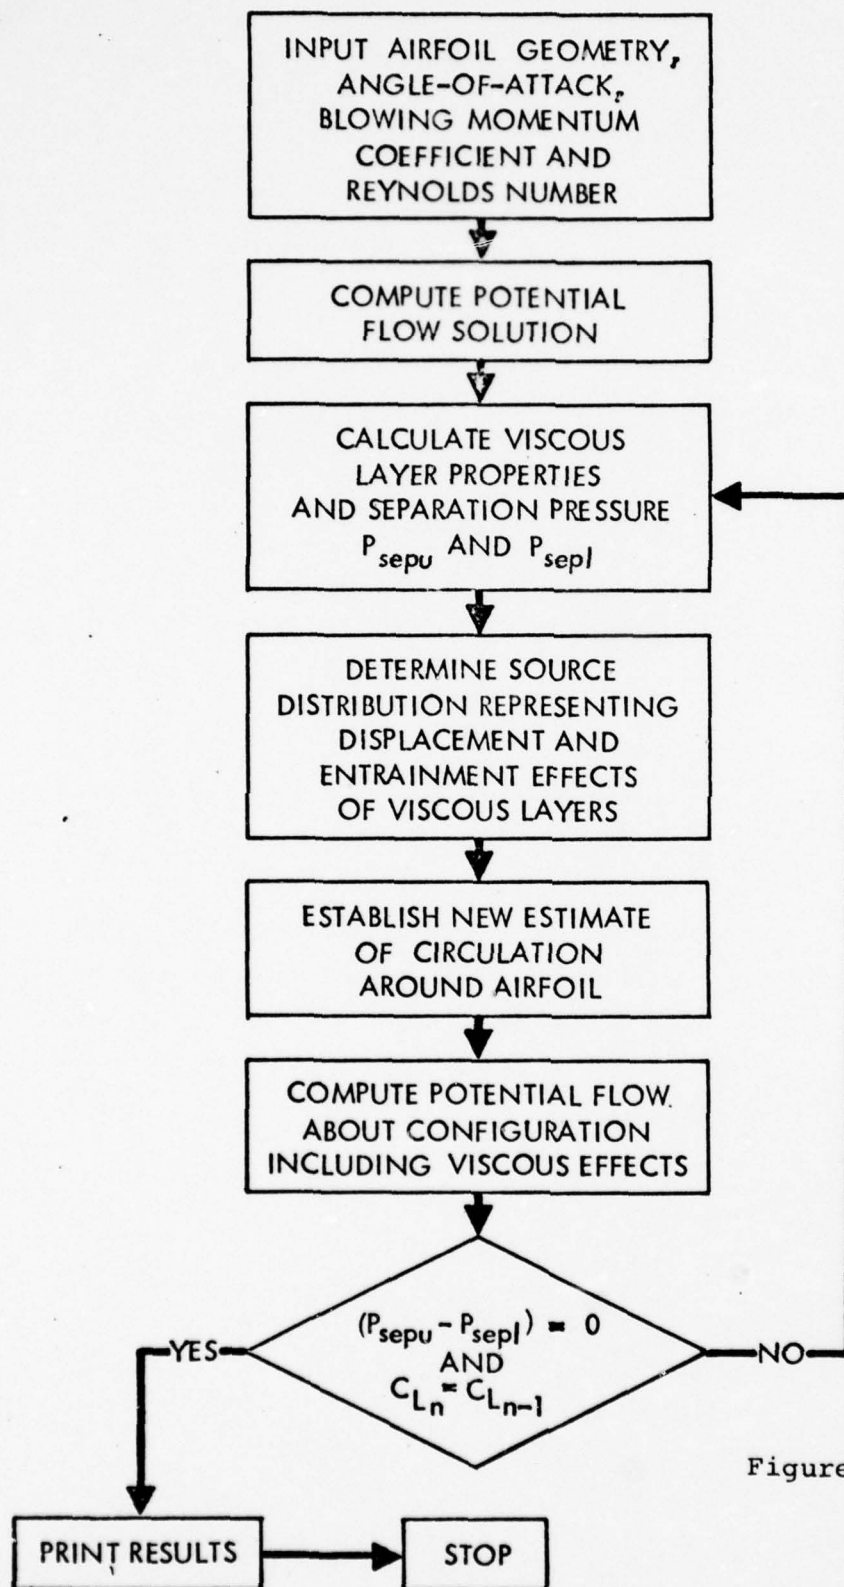 INPUT AIRFOIL GEOMETRY,
ANGLE-OF-ATTACK,
BLOWING MOMENTUM
COEFFICIENT AND
REYNOLDS NUMBER
COMPUTE POTENTIAL
FLOW SOLUTION
CALCULATE VISCOUS
LAYER PROPERTIES
AND SEPARATION PRESSURE
Psepu AND Psepl
DETERMINE SOURCE
DISTRIBUTION REPRESENTING
DISPLACEMENT AND
ENTRAINMENT EFFECTS
OF VISCOUS LAYERS
ESTABLISH NEW ESTIMATE
OF CIRCULATION
AROUND AIRFOIL
COMPUTE POTENTIAL FLOW
ABOUT CONFIGURATION
INCLUDING VISCOUS EFFECTS
(Psepu - Psepl) = 0
AND
CLn = CLn-1
YES
NO
Figure
PRINT RESULTS
STOP